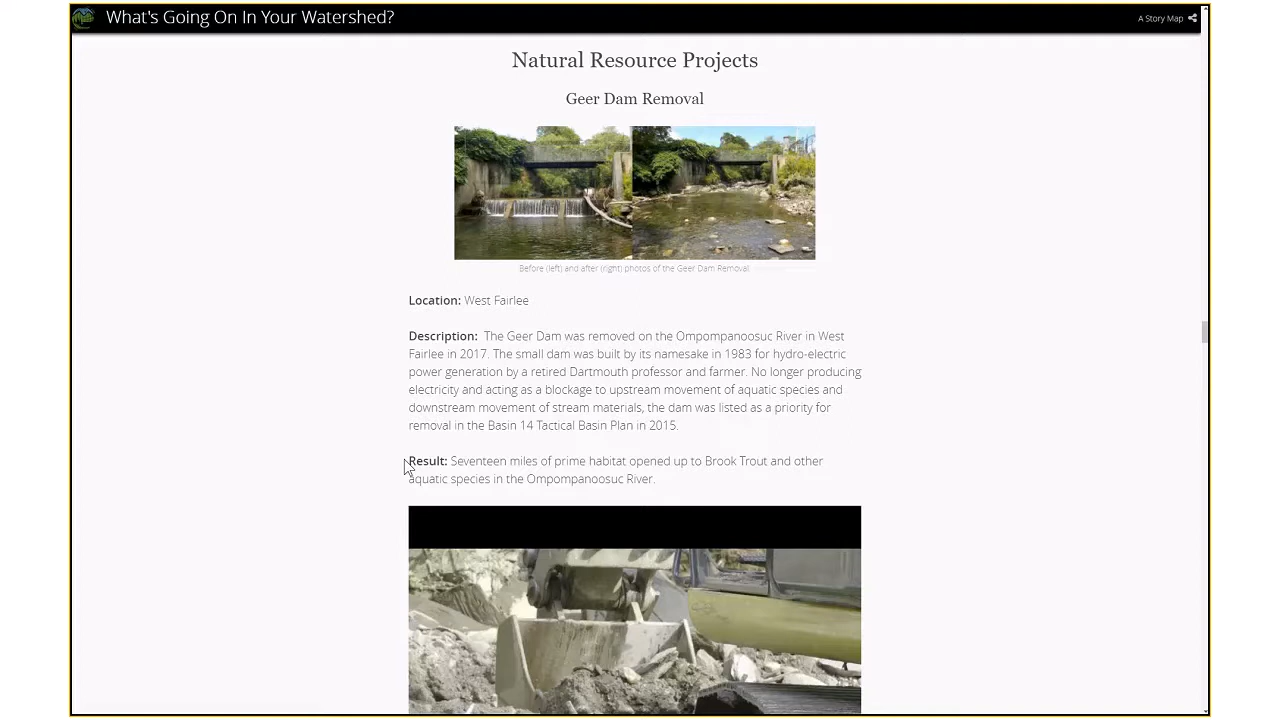 What's Going On In Your Watershed?
A Story Map
Natural Resource Projects
Geer Dam Removal
Before (left) and after (right) photos of the Geer Dam Removal.
Location: West Fairlee
Description: The Geer Dam was removed on the Ompompanoosuc River in West
Fairlee in 2017. The small dam was built by its namesake in 1983 for hydro-electric
power generation by a retired Dartmouth professor and farmer. No longer producing
electricity and acting as a blockage to upstream movement of aquatic species and
downstream movement of stream materials, the dam was listed as a priority for
removal in the Basin 14 Tactical Basin Plan in 2015.
Result: Seventeen miles of prime habitat opened up to Brook Trout and other
aquatic species in the Ompompanoosuc River.